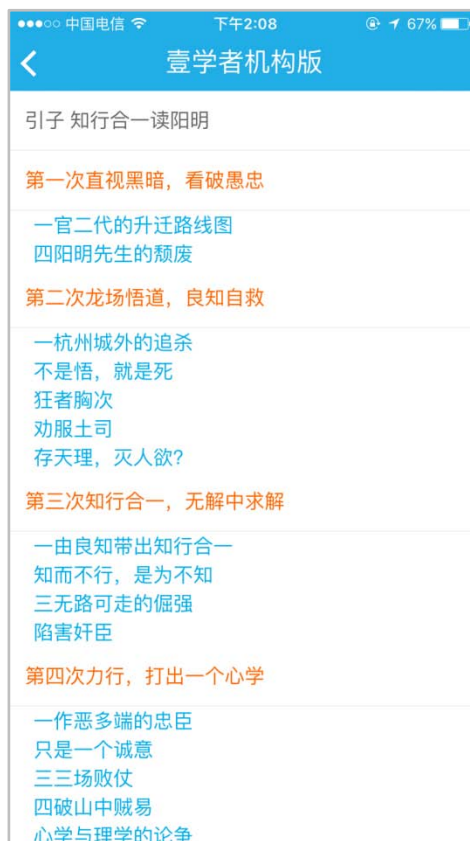 中国电信 下午2:08 67%
壹学者机构版
引子 知行合一读阳明
第一次直视黑暗，看破愚忠
一官二代的升迁路线图
四阳明先生的颓废
第二次龙场悟道，良知自救
一杭州城外的追杀
不是悟，就是死
狂者胸次
劝服土司
存天理，灭人欲?
第三次知行合一，无解中求解
一由良知带出知行合一
知而不行，是为不知
三无路可走的倔强
陷害奸臣
第四次力行，打出一个心学
一作恶多端的忠臣
只是一个诚意
三三场败仗
四破山中贼易
心学与理学的论争